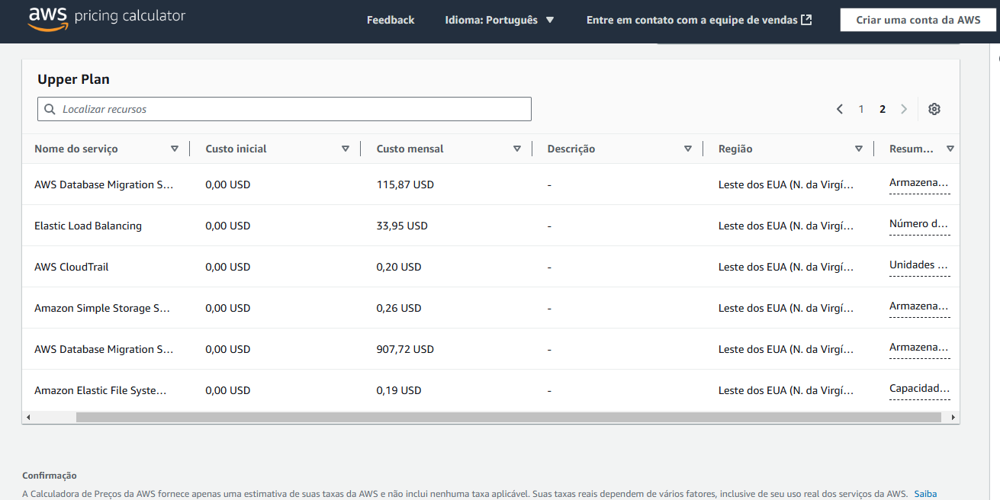 aws pricing calculator
Feedback
Idioma: Português
Entre em contato com a equipe de vendas
Criar uma conta da AWS
Upper Plan
Localizar recursos
1 2
Nome do serviço Custo inicial Custo mensal Descrição Região Resum...
AWS Database Migration S... 0,00 USD 115,87 USD - Leste dos EUA (N. da Virgí... Armazena...
Elastic Load Balancing 0,00 USD 33,95 USD - Leste dos EUA (N. da Virgí... Número d...
AWS CloudTrail 0,00 USD 0,20 USD - Leste dos EUA (N. da Virgí... Unidades ...
Amazon Simple Storage S... 0,00 USD 0,26 USD - Leste dos EUA (N. da Virgí... Armazena...
AWS Database Migration S... 0,00 USD 907,72 USD - Leste dos EUA (N. da Virgí... Armazena...
Amazon Elastic File Syste... 0,00 USD 0,19 USD - Leste dos EUA (N. da Virgí... Capacidad...
Confirmação
A Calculadora de Preços da AWS fornece apenas uma estimativa de suas taxas da AWS e não inclui nenhuma taxa aplicável. Suas taxas reais dependem de vários fatores, inclusive de seu uso real dos serviços da AWS. Saiba